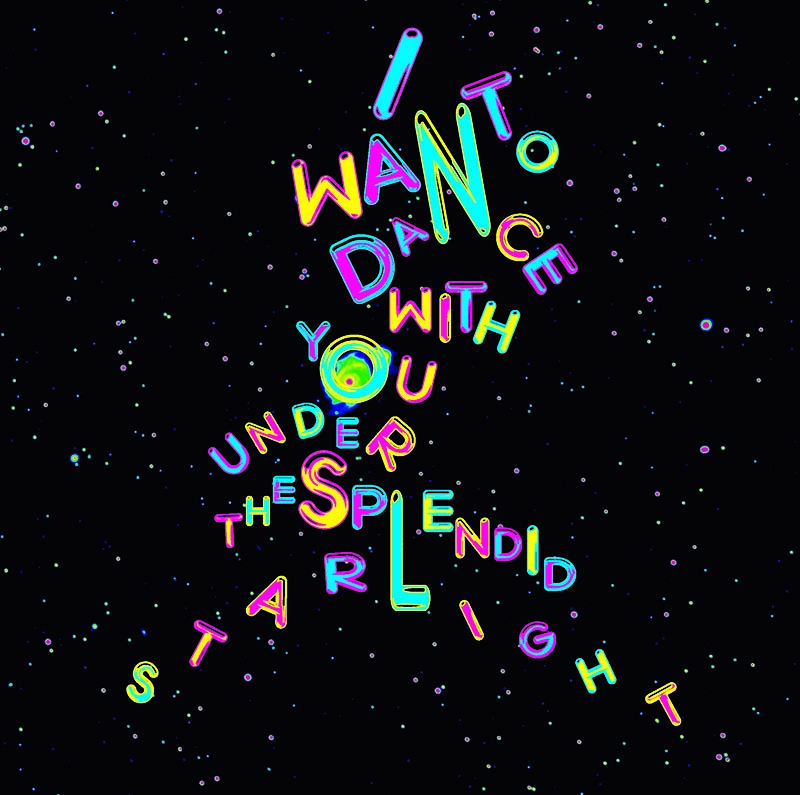 I
WANT TO
DANCE
WITH
YOU
UNDER
THE SPLENDID
STARLIGHT